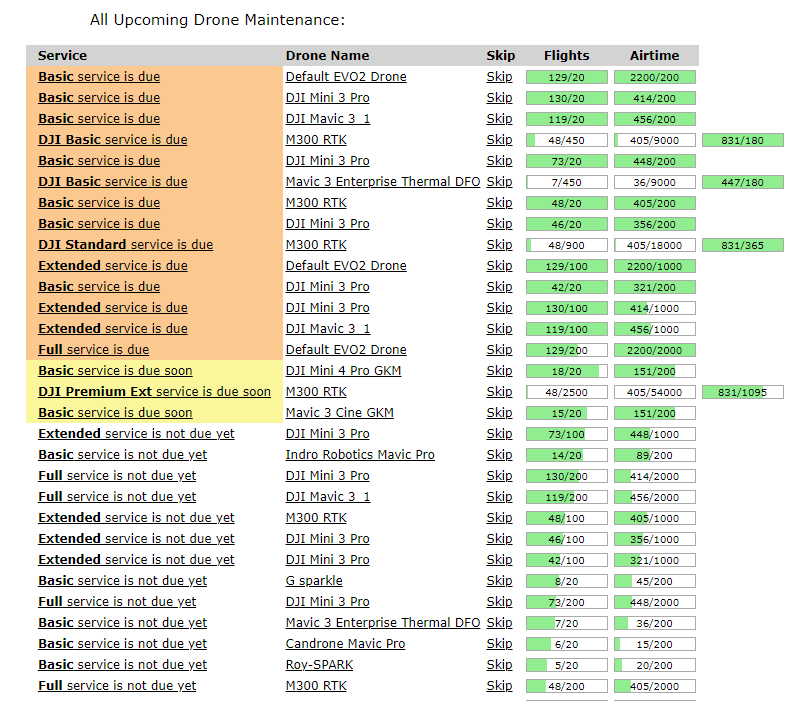 All Upcoming Drone Maintenance:
Service Drone Name Skip Flights Airtime
Basic service is due Default EVO2 Drone Skip 129/20 2200/200
Basic service is due DJI Mini 3 Pro Skip 130/20 414/200
Basic service is due DJI Mavic 3_1 Skip 119/20 456/200
DJI Basic service is due M300 RTK Skip 48/450 405/9000 831/180
Basic service is due DJI Mini 3 Pro Skip 73/20 448/200
DJI Basic service is due Mavic 3 Enterprise Thermal DFO Skip 7/450 36/9000 447/180
Basic service is due M300 RTK Skip 48/20 405/200
Basic service is due DJI Mini 3 Pro Skip 46/20 356/200
DJI Standard service is due M300 RTK Skip 48/900 405/18000 831/365
Extended service is due Default EVO2 Drone Skip 129/100 2200/1000
Basic service is due DJI Mini 3 Pro Skip 42/20 321/200
Extended service is due DJI Mini 3 Pro Skip 130/100 414/1000
Extended service is due DJI Mavic 3_1 Skip 119/100 456/1000
Full service is due Default EVO2 Drone Skip 129/200 2200/2000
Basic service is due soon DJI Mini 4 Pro GKM Skip 18/20 151/200
DJI Premium Ext service is due soon M300 RTK Skip 48/2500 405/54000 831/1095
Basic service is due soon Mavic 3 Cine GKM Skip 15/20 151/200
Extended service is not due yet DJI Mini 3 Pro Skip 73/100 448/1000
Basic service is not due yet Indro Robotics Mavic Pro Skip 14/20 89/200
Full service is not due yet DJI Mini 3 Pro Skip 130/200 414/2000
Full service is not due yet DJI Mavic 3_1 Skip 119/200 456/2000
Extended service is not due yet M300 RTK Skip 48/100 405/1000
Extended service is not due yet DJI Mini 3 Pro Skip 46/100 356/1000
Extended service is not due yet DJI Mini 3 Pro Skip 42/100 321/1000
Basic service is not due yet G sparkle Skip 8/20 45/200
Full service is not due yet DJI Mini 3 Pro Skip 73/200 448/2000
Basic service is not due yet Mavic 3 Enterprise Thermal DFO Skip 7/20 36/200
Basic service is not due yet Candrone Mavic Pro Skip 6/20 15/200
Basic service is not due yet Roy-SPARK Skip 5/20 20/200
Full service is not due yet M300 RTK Skip 48/200 405/2000